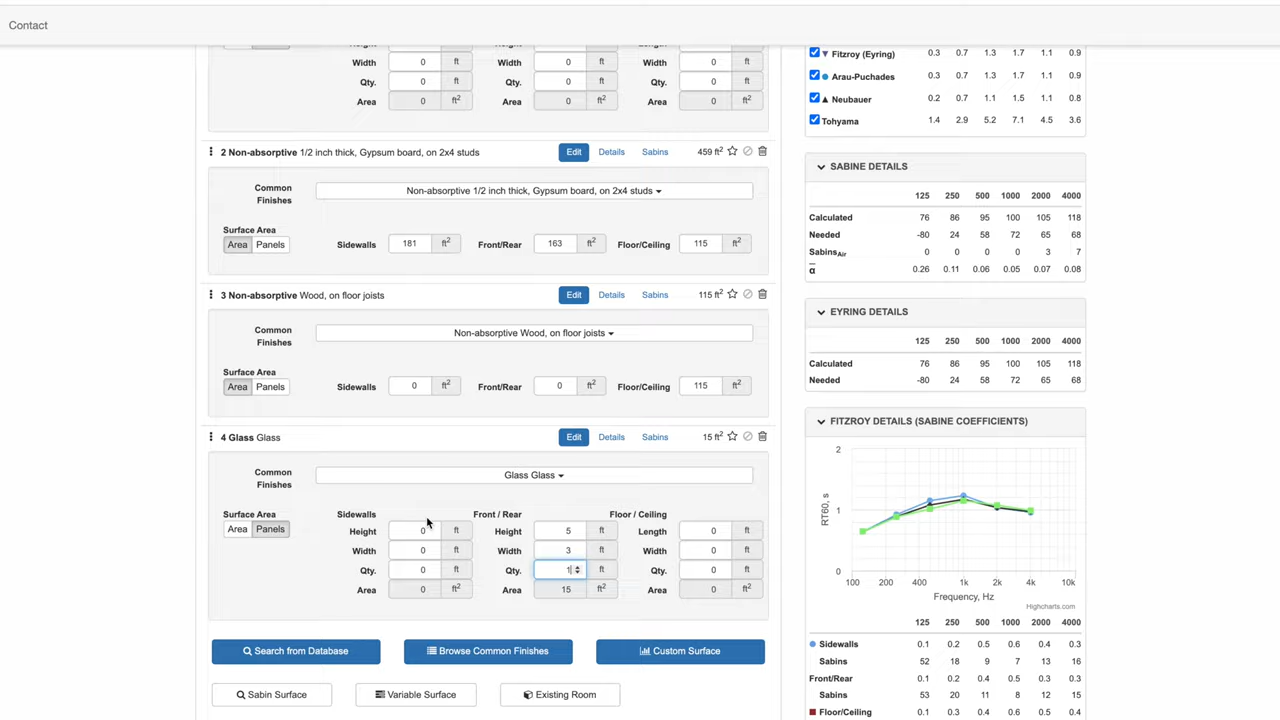 Contact
Width 0 ft Width 0 ft Width 0 ft
Qty. 0 ft Qty. 0 ft Qty. 0 ft
Area 0 ft2 Area 0 ft2 Area 0 ft2
2 Non-absorptive 1/2 inch thick, Gypsum board, on 2x4 studs Edit Details Sabins 459 ft2
Common
Finishes
Non-absorptive 1/2 inch thick, Gypsum board, on 2x4 studs
Surface Area
Area Panels Sidewalls 181 ft2 Front/Rear 163 ft2 Floor/Ceiling 115 ft2
3 Non-absorptive Wood, on floor joists Edit Details Sabins 115 ft2
Common
Finishes
Non-absorptive Wood, on floor joists
Surface Area
Area Panels Sidewalls 0 ft2 Front/Rear 0 ft2 Floor/Ceiling 115 ft2
4 Glass Glass Edit Details Sabins 15 ft2
Common
Finishes
Glass Glass
Surface Area Sidewalls Front / Rear Floor / Ceiling
Area Panels Height 0 ft Height 5 ft Length 0 ft
Width 0 ft Width 3 ft Width 0 ft
Qty. 0 ft Qty. 1 ft Qty. 0 ft
Area 0 ft2 Area 15 ft2 Area 0 ft2
Search from Database Browse Common Finishes Custom Surface
Sabin Surface Variable Surface Existing Room
Fitzroy (Eyring) 0.3 0.7 1.3 1.7 1.1 0.9
Arau-Puchades 0.3 0.7 1.3 1.7 1.1 0.9
Neubauer 0.2 0.7 1.1 1.5 1.1 0.8
Tohyama 1.4 2.9 5.2 7.1 4.5 3.6
SABINE DETAILS
125 250 500 1000 2000 4000
Calculated 76 86 95 100 105 118
Needed -80 24 58 72 65 68
SabinsAir 0 0 0 0 3 7
α 0.26 0.11 0.06 0.05 0.07 0.08
EYRING DETAILS
125 250 500 1000 2000 4000
Calculated 76 86 95 100 105 118
Needed -80 24 58 72 65 68
FITZROY DETAILS (SABINE COEFFICIENTS)
2
1
0
RT60, s
100 200 400 1k 2k 4k 10k
Frequency, Hz
Highcharts.com
125 250 500 1000 2000 4000
Sidewalls 0.1 0.2 0.5 0.6 0.4 0.3
Sabins 52 18 9 7 13 16
Front/Rear 0.1 0.2 0.4 0.5 0.3 0.3
Sabins 53 20 11 8 12 15
Floor/Ceiling 0.1 0.3 0.4 0.6 0.5 0.4